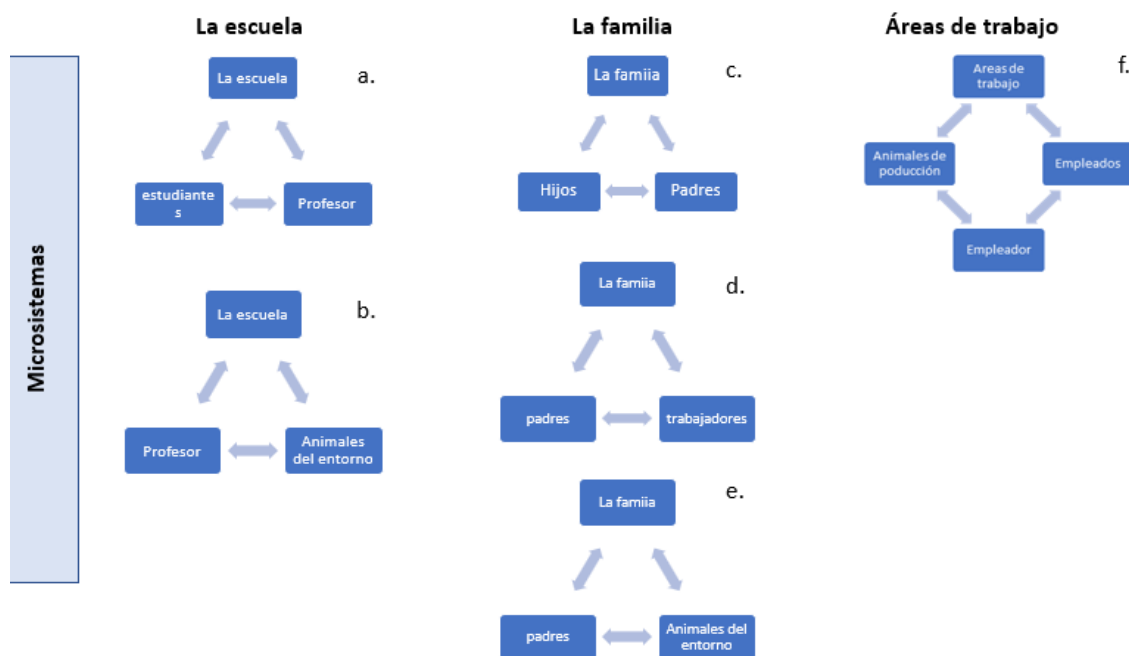 La escuela
La familia
Áreas de trabajo
Microsistemas
a.
La escuela
estudiante
s
Profesor
b.
La escuela
Profesor
Animales
del entorno
c.
La famiia
Hijos
Padres
d.
La famiia
padres
trabajadores
e.
La famiia
padres
Animales del
entorno
f.
Areas de
trabajo
Animales de
poducción
Empleados
Empleador